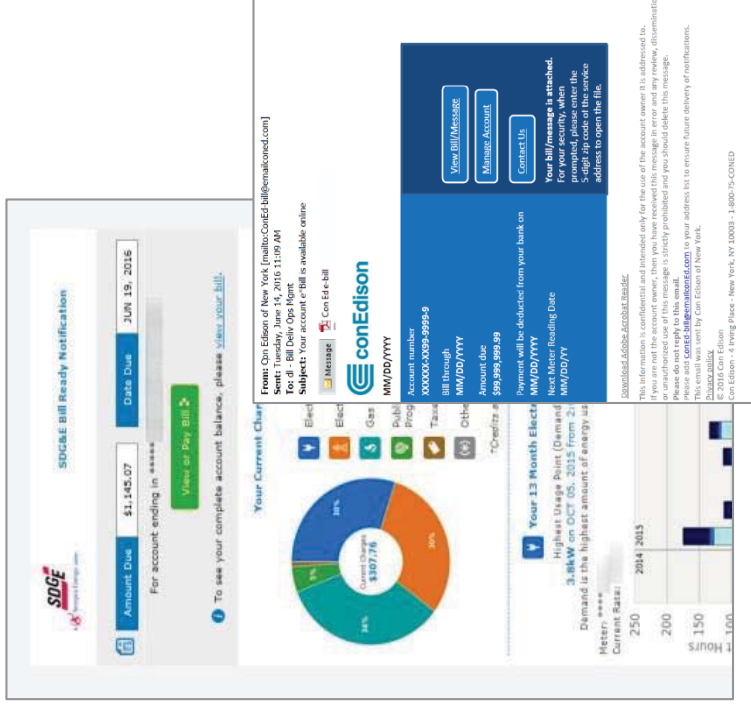 SDGE
SDG&E Bill Ready Notification
Amount Due
$1,145.07
Date Due
JUN 19, 2016
For account ending in *****
View or Pay Bill
To see your complete account balance, please view your bill.
Your Current Char
Current Charges
$307.76
30%
30%
34%
5%
Elect
Elect
Gas
Publ
Prog
Taxe
Othe
*Credits a
Your 13 Month Elect
Highest Usage Point (Demand
3.8kW on OCT 05, 2015 from
Demand is the highest amount of energy us
Meter: ****
Current Rate:
2014 2015
250
200
150
100
t Hours
From: Con Edison of New York [mailto:ConEd-bill@emailconed.com]
Sent: Tuesday, June 14, 2016 11:09 AM
To: dl - Bill Deliv Ops Mgmt
Subject: Your account e*Bill is available online
Message
Con Ed e-bill
conEdison
MM/DD/YYYY
Account number
XXXXXX-XX99-9999-9
Bill through
MM/DD/YYYY
Amount due
$99,999,999.99
Payment will be deducted from your bank on
MM/DD/YYYY
Next Meter Reading Date
MM/DD/YY
View Bill/Message
Manage Account
Contact Us
Your bill/message is attached.
For your security, when
prompted, please enter the
5-digit zip code of the service
address to open the file.
Download Adobe Acrobat Reader
This information is confidential and intended only for the use of the account owner it is addressed to.
If you are not the account owner, then you have received this message in error and any review, disseminatio
or unauthorized use of this message is strictly prohibited and you should delete this message.
Please do not reply to this email.
Please add ConEd-bill@emailconEd.com to your address list to ensure future delivery of notifications.
This email was sent by Con Edison of New York.
Privacy policy
© 2016 Con Edison
Con Edison - 4 Irving Place - New York, NY 10003 - 1-800-75-CONED